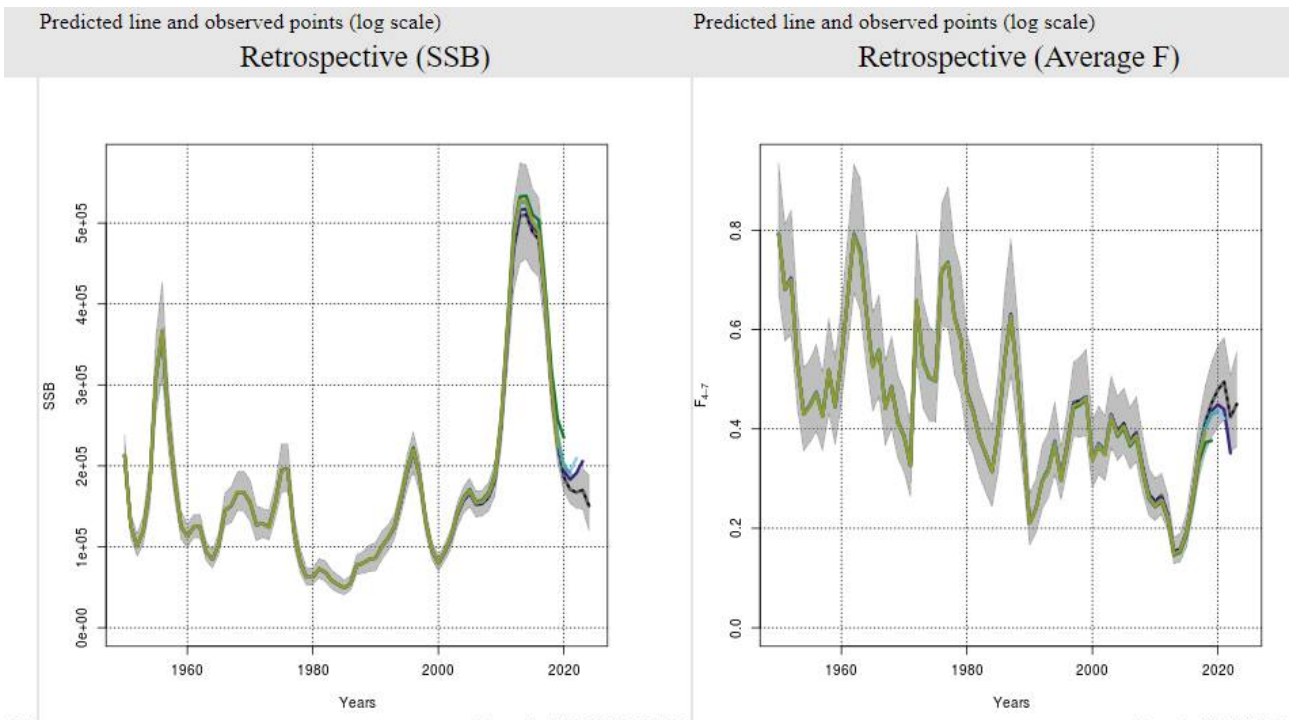 Predicted line and observed points (log scale)
Retrospective (SSB)
SSB
5e+05
4e+05
3e+05
2e+05
1e+05
0e+00
1960 1980 2000 2020
Years
Predicted line and observed points (log scale)
Retrospective (Average F)
F4-7
0.8
0.6
0.4
0.2
0.0
1960 1980 2000 2020
Years